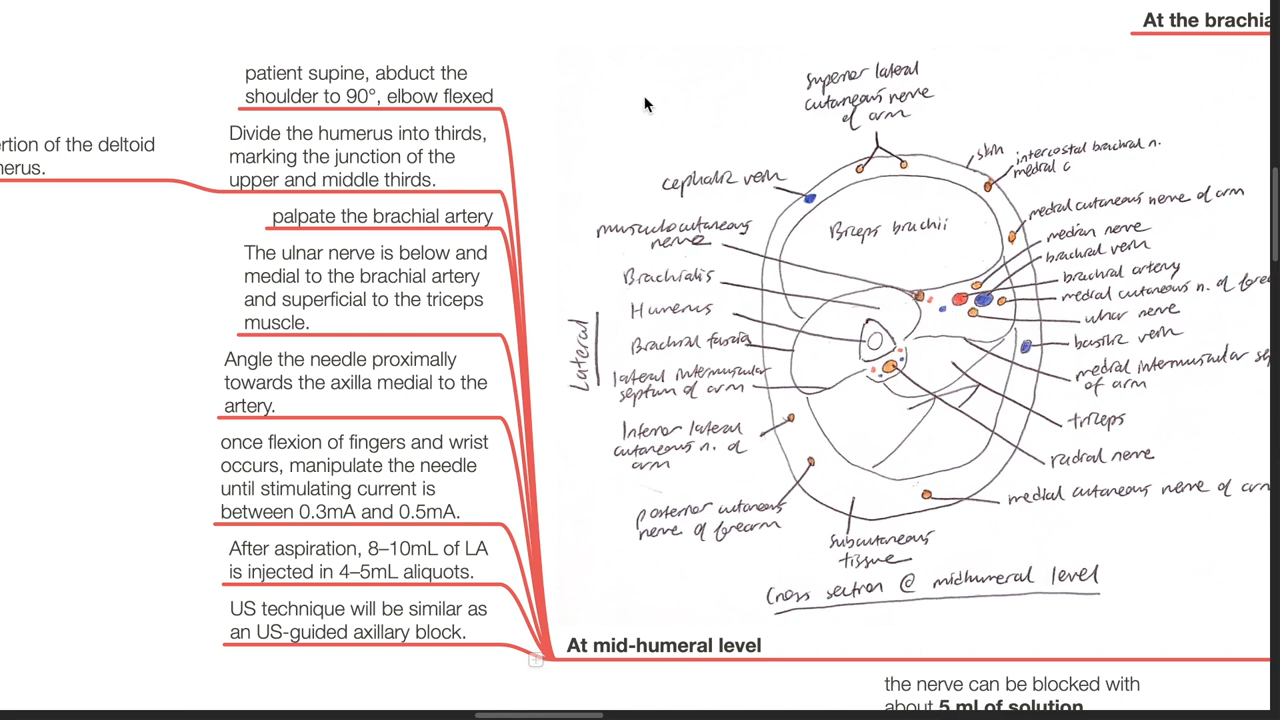 At the brachia
patient supine, abduct the
shoulder to 90°, elbow flexed
ertion of the deltoid
nerus.
Divide the humerus into thirds,
marking the junction of the
upper and middle thirds.
palpate the brachial artery
The ulnar nerve is below and
medial to the brachial artery
and superficial to the triceps
muscle.
Angle the needle proximally
towards the axilla medial to the
artery.
once flexion of fingers and wrist
occurs, manipulate the needle
until stimulating current is
between 0.3mA and 0.5mA.
After aspiration, 8–10mL of LA
is injected in 4–5mL aliquots.
US technique will be similar as
an US-guided axillary block.
superior lateral
cutaneous nerve
of arm
skin
intercostal brachial n.
medial c
cephalic vein
medial cutaneous nerve of arm
musculocutaneous
nerve
Biceps brachii
median nerve
brachial vein
Brachialis
brachial artery
medial cutaneous n. of forea
Humerus
ulnar nerve
Brachial fascia
basilic vein
Lateral
lateral intermuscular
septum of arm
medial intermuscular se
of arm
triceps
Inferior lateral
cutaneous n. of
arm
radial nerve
medial cutaneous nerve of arm
posterior cutaneous
nerve of forearm
subcutaneous
tissue
Cross section @ midhumeral level
At mid-humeral level
the nerve can be blocked with
about 5 ml of solution